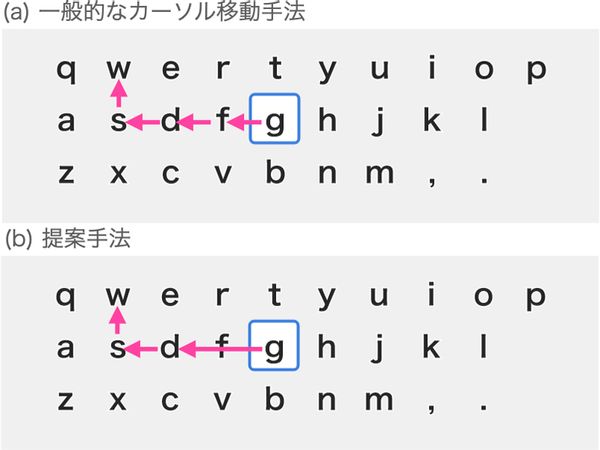 (a) 一般的なカーソル移動手法
q w e r t y u i o p
a s d f g h j k l
z x c v b n m , .
(b) 提案手法
q w e r t y u i o p
a s d f g h j k l
z x c v b n m , .